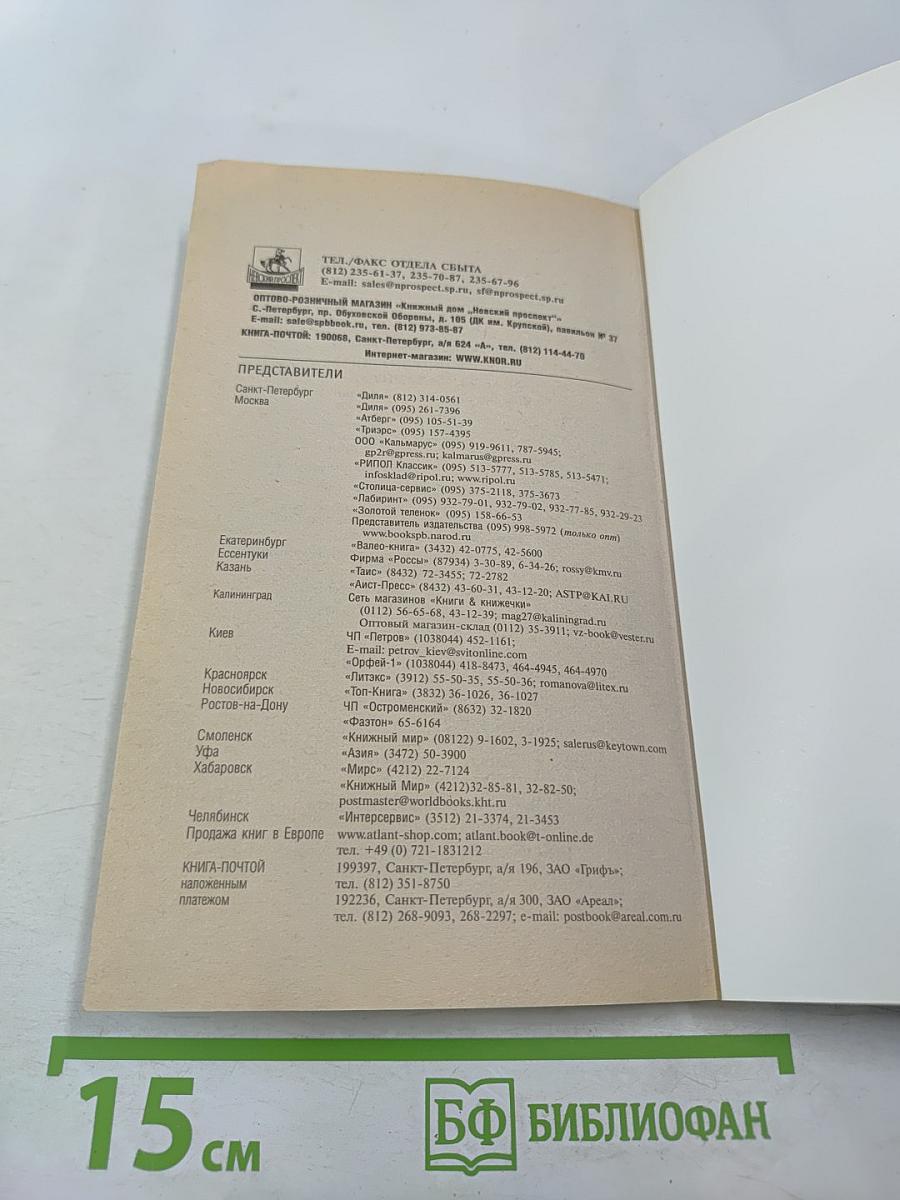 НЕВСКИЙ ПРОСПЕКТ
ТЕЛ./ФАКС ОТДЕЛА СБЫТА
(812) 235-61-37, 235-70-87, 235-67-96
E-mail: sales@nprospect.sp.ru, sf@nprospect.sp.ru
ОПТОВО-РОЗНИЧНЫЙ МАГАЗИН «Книжный дом „Невский проспект“»
С.-Петербург, пр. Обуховской Обороны, д. 105 (ДК им. Крупской), павильон № 37
E-mail: sale@spbbook.ru, тел. (812) 973-85-87
КНИГА-ПОЧТОЙ: 190068, Санкт-Петербург, а/я 624 «А», тел. (812) 114-44-70
Интернет-магазин: WWW.KNOR.RU
ПРЕДСТАВИТЕЛИ
Санкт-Петербург «Диля» (812) 314-0561
Москва «Диля» (095) 261-7396
«Атберг» (095) 105-51-39
«Триэрс» (095) 157-4395
ООО «Кальмарус» (095) 919-9611, 787-5945;
gp2r@gpress.ru; kalmarus@gpress.ru
«РИПОЛ Классик» (095) 513-5777, 513-5785, 513-5471;
infosklad@ripol.ru; www.ripol.ru
«Столица-сервис» (095) 375-2118, 375-3673
«Лабиринт» (095) 932-79-01, 932-79-02, 932-77-85, 932-29-23
«Золотой теленок» (095) 158-66-53
Представитель издательства (095) 998-5972 (только опт)
www.bookspb.narod.ru
Екатеринбург «Валео-книга» (3432) 42-0775, 42-5600
Ессентуки Фирма «Россы» (87934) 3-30-89, 6-34-26; rossy@kmv.ru
Казань «Таис» (8432) 72-3455; 72-2782
«Аист-Пресс» (8432) 43-60-31, 43-12-20; ASTP@KAI.RU
Калининград Сеть магазинов «Книги & книжечки»
(0112) 56-65-68, 43-12-39; mag27@kaliningrad.ru
Оптовый магазин-склад (0112) 35-3911; vz-book@vester.ru
Киев ЧП «Петров» (1038044) 452-1161;
E-mail: petrov_kiev@svitonline.com
«Орфей-1» (1038044) 418-8473, 464-4945, 464-4970
Красноярск «Литэкс» (3912) 55-50-35, 55-50-36; romanova@litex.ru
Новосибирск «Топ-Книга» (3832) 36-1026, 36-1027
Ростов-на-Дону ЧП «Остроменский» (8632) 32-1820
«Фаэтон» 65-6164
Смоленск «Книжный мир» (08122) 9-1602, 3-1925; salerus@keytown.com
Уфа «Азия» (3472) 50-3900
Хабаровск «Мирс» (4212) 22-7124
«Книжный Мир» (4212)32-85-81, 32-82-50;
postmaster@worldbooks.kht.ru
Челябинск «Интерсервис» (3512) 21-3374, 21-3453
Продажа книг в Европе www.atlant-shop.com; atlant.book@t-online.de
тел. +49 (0) 721-1831212
КНИГА-ПОЧТОЙ 199397, Санкт-Петербург, а/я 196, ЗАО «Грифъ»;
наложенным тел. (812) 351-8750
платежом 192236, Санкт-Петербург, а/я 300, ЗАО «Ареал»;
тел. (812) 268-9093, 268-2297; e-mail: postbook@areal.com.ru
15 см
БФ БИБЛИОФАН